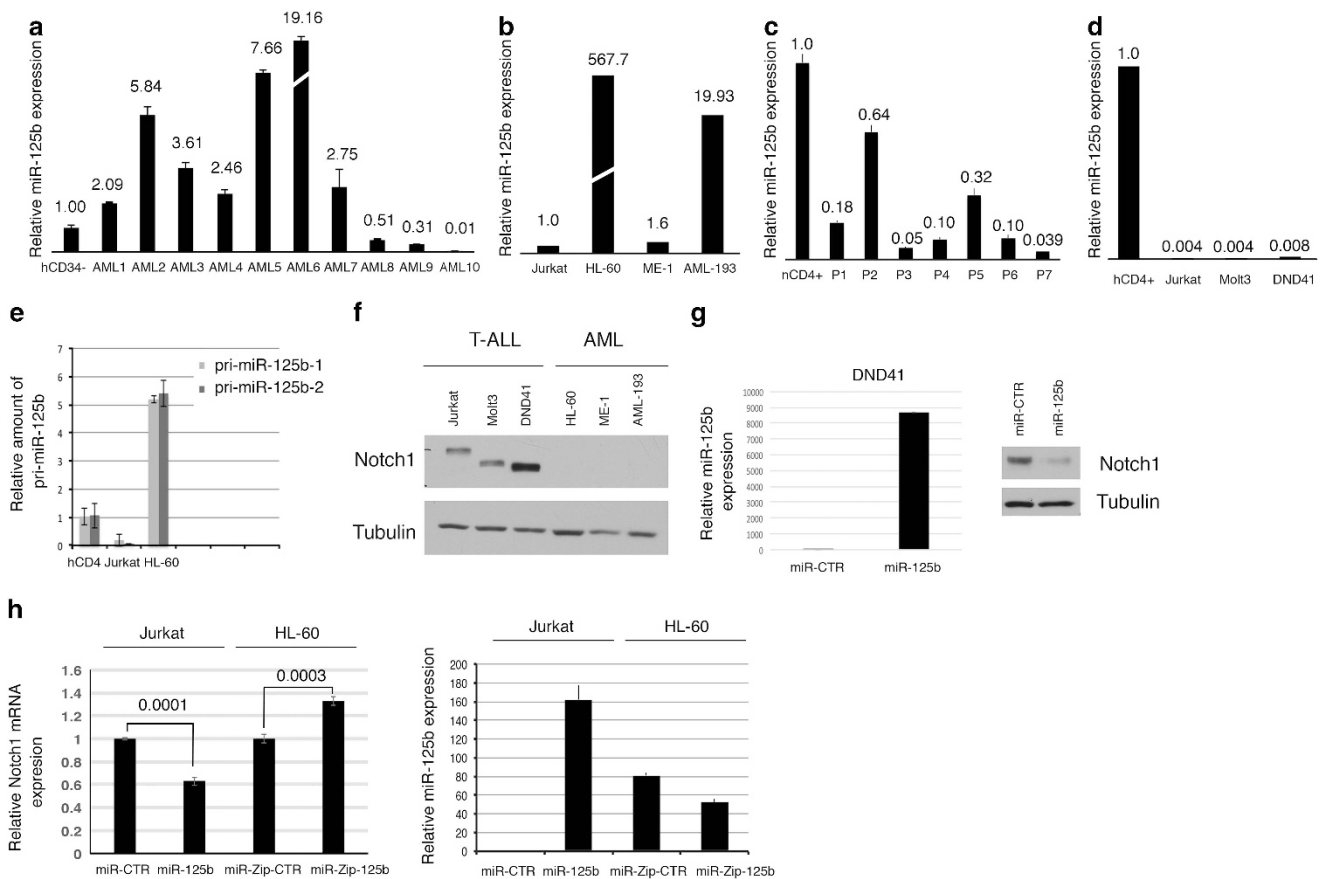 a
Relative miR-125b expression
1.00
2.09
5.84
3.61
2.46
7.66
19.16
2.75
0.51
0.31
0.01
hCD34- AML1 AML2 AML3 AML4 AML5 AML6 AML7 AML8 AML9 AML10
b
Relative miR-125b expression
1.0
567.7
1.6
19.93
Jurkat HL-60 ME-1 AML-193
c
Relative miR-125b expression
1.0
0.18
0.64
0.05
0.10
0.32
0.10
0.039
nCD4+ P1 P2 P3 P4 P5 P6 P7
d
Relative miR-125b expression
1.0
0.004
0.004
0.008
hCD4+ Jurkat Molt3 DND41
e
Relative amount of
pri-miR-125b
7
6
5
4
3
2
1
0
pri-miR-125b-1
pri-miR-125b-2
hCD4 Jurkat HL-60
f
T-ALL AML
Jurkat
Molt3
DND41
HL-60
ME-1
AML-193
Notch1
Tubulin
g
DND41
Relative miR-125b
expression
10000
9000
8000
7000
6000
5000
4000
3000
2000
1000
0
miR-CTR miR-125b
miR-CTR
miR-125b
Notch1
Tubulin
h
Jurkat HL-60
Relative Notch1 mRNA
expresion
1.6
1.4
1.2
1
0.8
0.6
0.4
0.2
0
0.0001
0.0003
miR-CTR miR-125b miR-Zip-CTR miR-Zip-125b
Jurkat HL-60
Relative miR-125b expression
200
180
160
140
120
100
80
60
40
20
0
miR-CTR miR-125b miR-Zip-CTR miR-Zip-125b